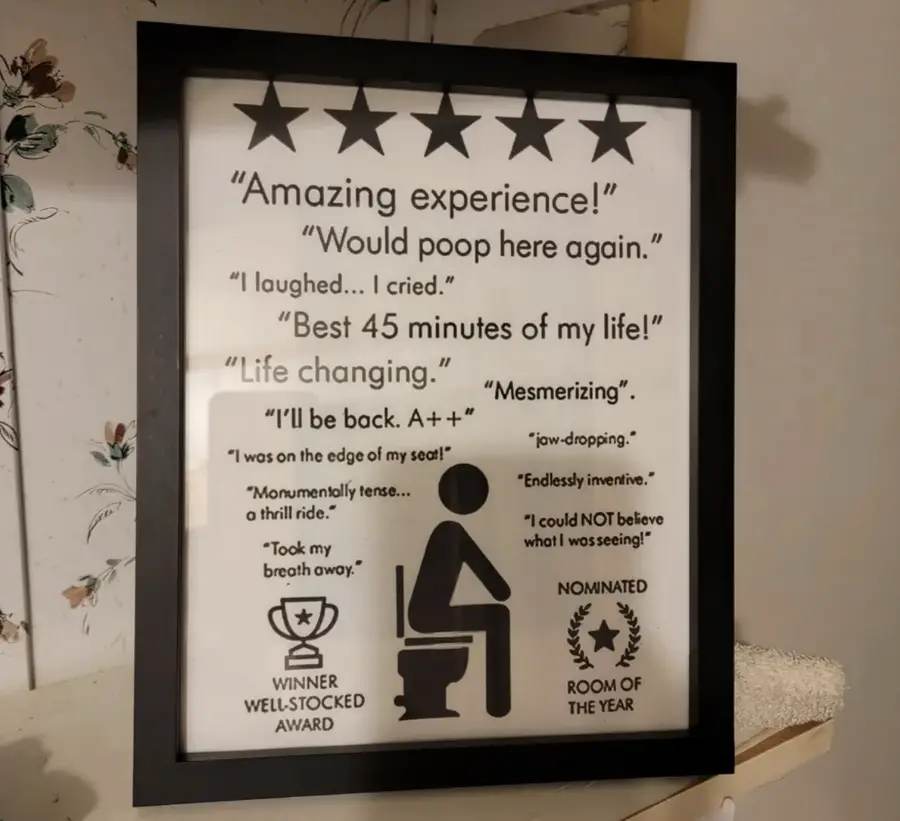 "Amazing experience!"
"Would poop here again."
"I laughed... I cried."
"Best 45 minutes of my life!"
"Life changing."
"Mesmerizing".
"I'll be back. A++"
"jaw-dropping."
"I was on the edge of my seat!"
"Endlessly inventive."
"Monumentally tense...
a thrill ride."
"I could NOT believe
what I was seeing!"
"Took my
breath away."
WINNER
WELL-STOCKED
AWARD
NOMINATED
ROOM OF
THE YEAR